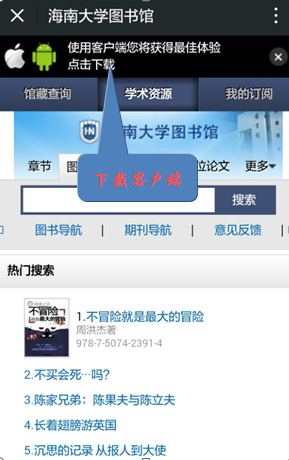 海南大学图书馆
使用客户端您将获得最佳体验
点击下载
馆藏查询 学术资源 我的订阅
海南大学图书馆
章节 图 位论文 更多
下载客户端
搜索
图书导航 | 期刊导航 | 意见反馈 |
热门搜索
不冒险
就是
最大的冒险
1.不冒险就是最大的冒险
周洪杰著
978-7-5074-2391-4
2.不买会死…吗?
3.陈家兄弟：陈果夫与陈立夫
4.长着翅膀游英国
5.沉思的记录 从报人到大使